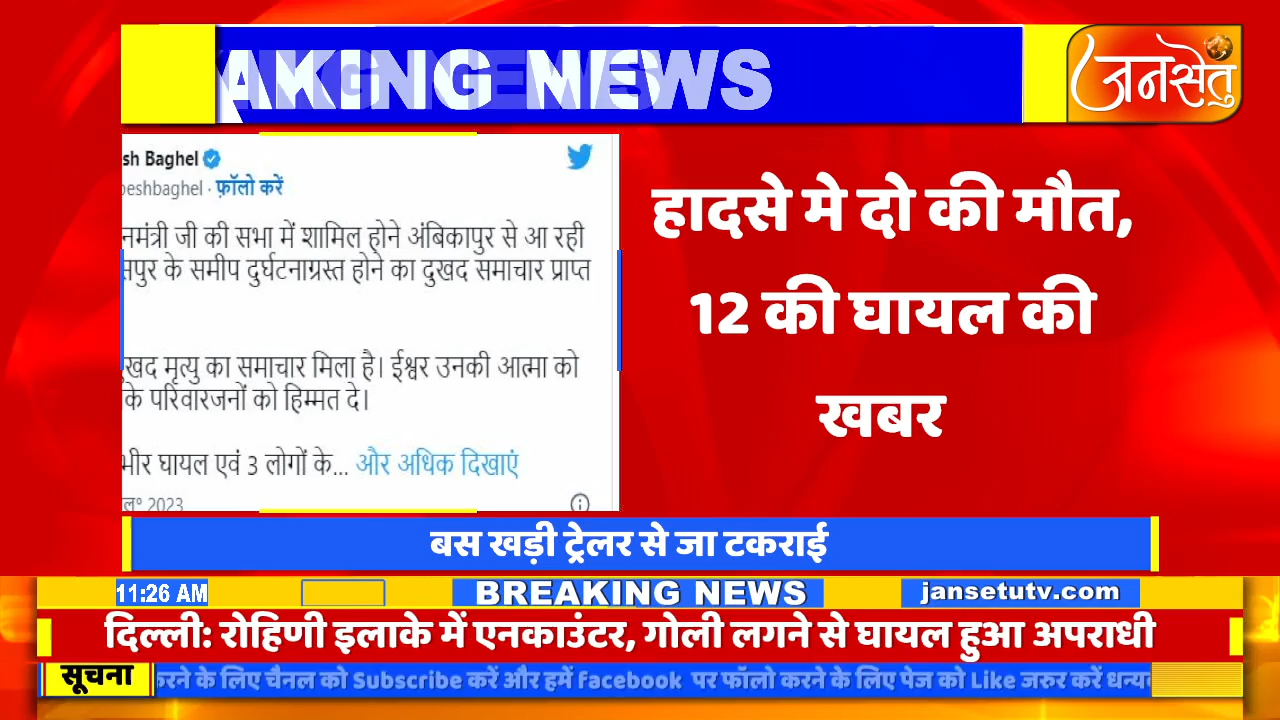 NEWS
जनसेतु
sh Baghel
peshbaghel · फ़ॉलो करें
नमंत्री जी की सभा में शामिल होने अंबिकापुर से आ रही
सपुर के समीप दुर्घटनाग्रस्त होने का दुखद समाचार प्राप्त
खद मृत्यु का समाचार मिला है। ईश्वर उनकी आत्मा को
के परिवारजनों को हिम्मत दे।
भीर घायल एवं 3 लोगों के... और अधिक दिखाएं
ल॰ 2023
हादसे मे दो की मौत,
12 की घायल की
खबर
बस खड़ी ट्रेलर से जा टकराई
11:26 AM
BREAKING NEWS
jansetutv.com
दिल्ली: रोहिणी इलाके में एनकाउंटर, गोली लगने से घायल हुआ अपराधी
सूचना
करने के लिए चैनल को Subscribe करें और हमें facebook पर फॉलो करने के लिए पेज को Like जरुर करें धन्य